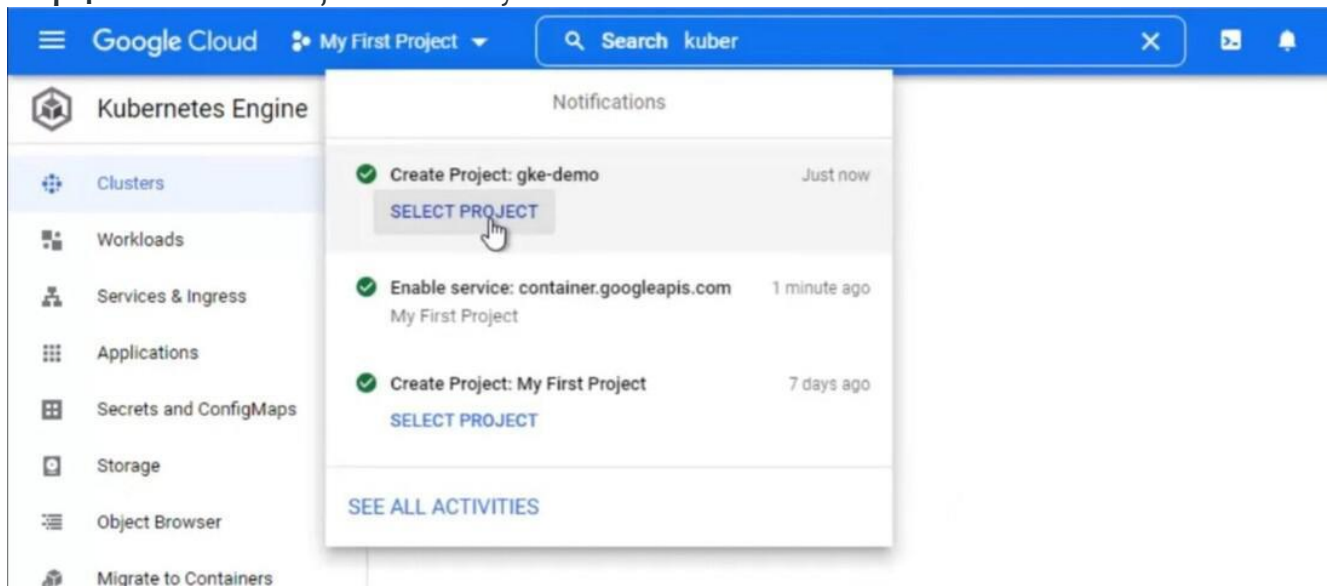 Google Cloud My First Project Search kuber
Kubernetes Engine
Clusters
Workloads
Services & Ingress
Applications
Secrets and ConfigMaps
Storage
Object Browser
Migrate to Containers
Notifications
Create Project: gke-demo Just now
SELECT PROJECT
Enable service: container.googleapis.com 1 minute ago
My First Project
Create Project: My First Project 7 days ago
SELECT PROJECT
SEE ALL ACTIVITIES